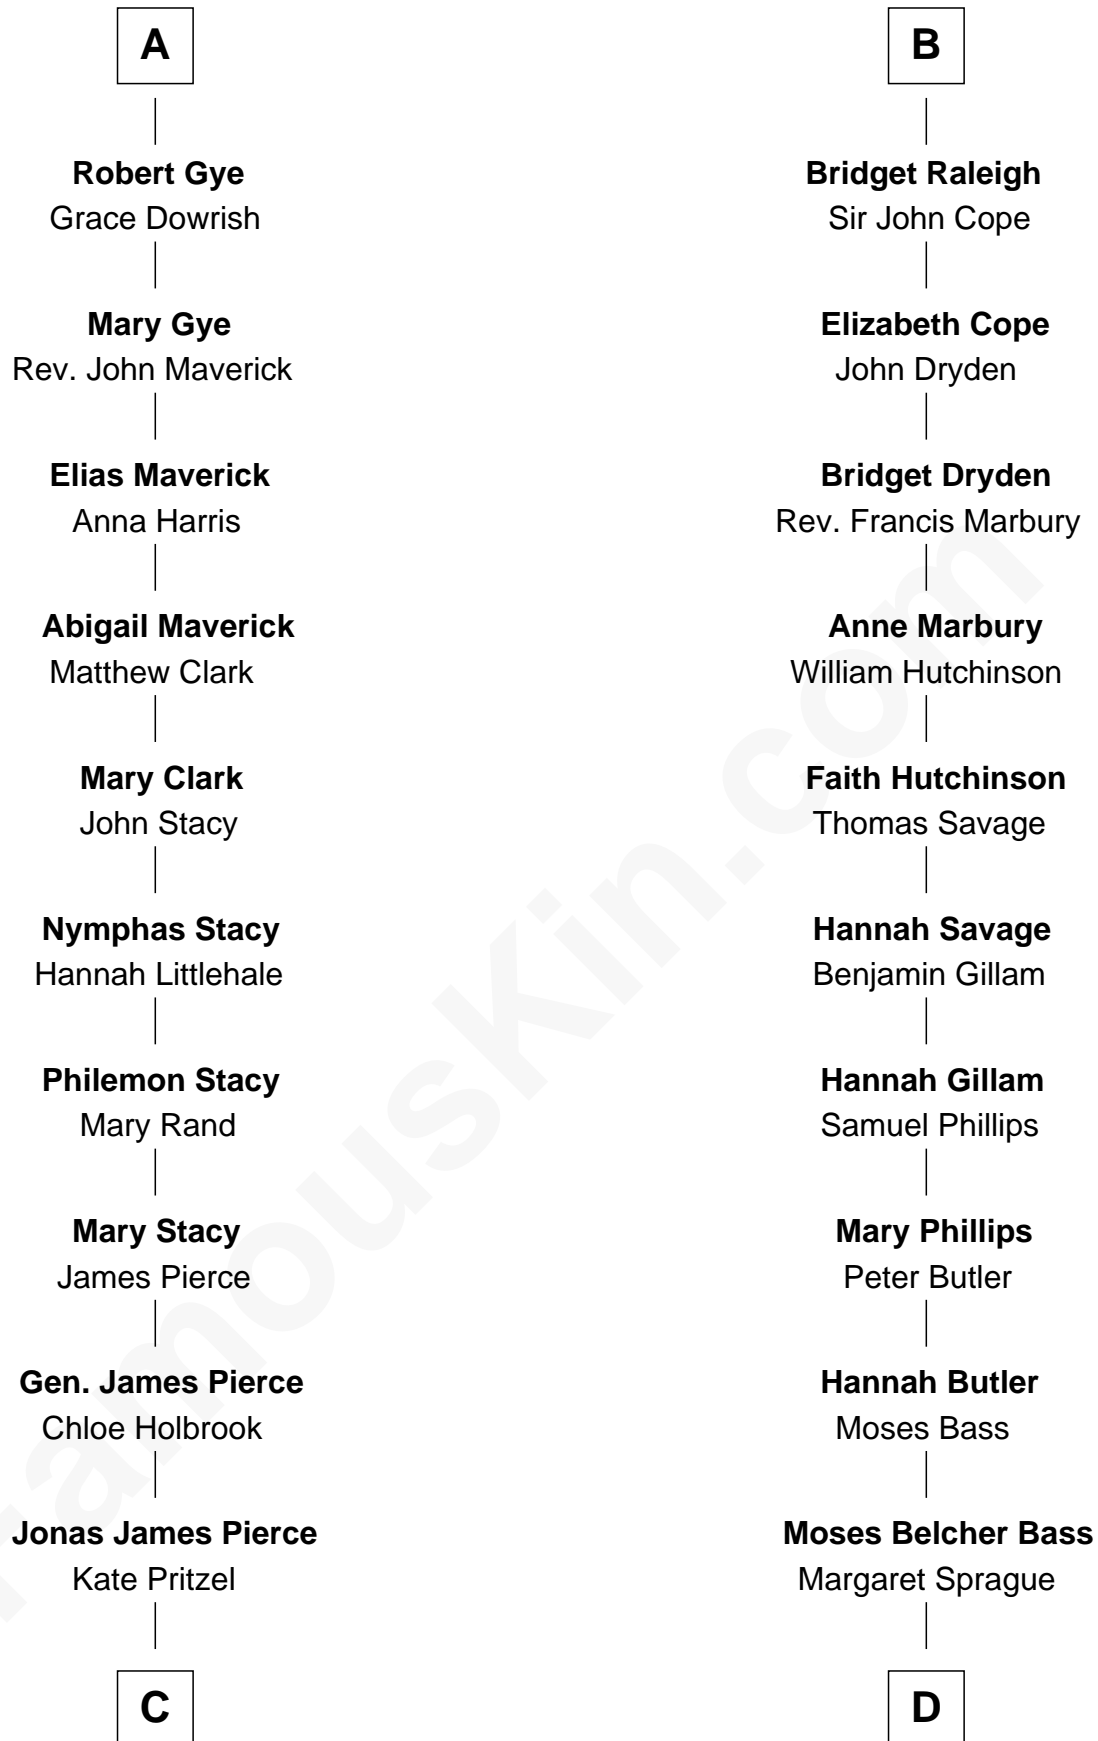 A
Robert Gye
Grace Dowrish
Mary Gye
Rev. John Maverick
Elias Maverick
Anna Harris
Abigail Maverick
Matthew Clark
Mary Clark
John Stacy
Nymphas Stacy
Hannah Littlehale
Philemon Stacy
Mary Rand
Mary Stacy
James Pierce
Gen. James Pierce
Chloe Holbrook
Jonas James Pierce
Kate Pritzel
C
B
Bridget Raleigh
Sir John Cope
Elizabeth Cope
John Dryden
Bridget Dryden
Rev. Francis Marbury
Anne Marbury
William Hutchinson
Faith Hutchinson
Thomas Savage
Hannah Savage
Benjamin Gillam
Hannah Gillam
Samuel Phillips
Mary Phillips
Peter Butler
Hannah Butler
Moses Bass
Moses Belcher Bass
Margaret Sprague
D
FamousKin.com